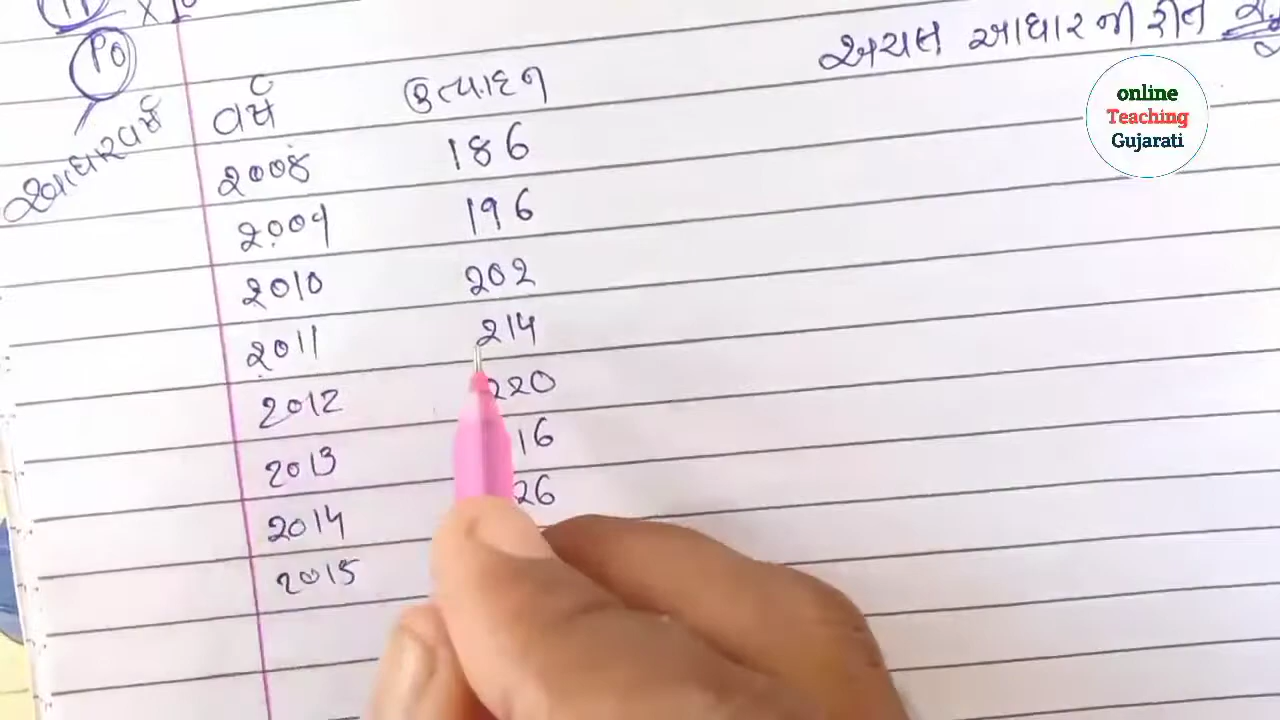 P0
આધારવર્ષ
અચલ આધારની રીત
online
Teaching
Gujarati
વર્ષ ઉત્પાદન
2008 186
2009 196
2010 202
2011 214
2012 220
2013 16
2014 26
2015